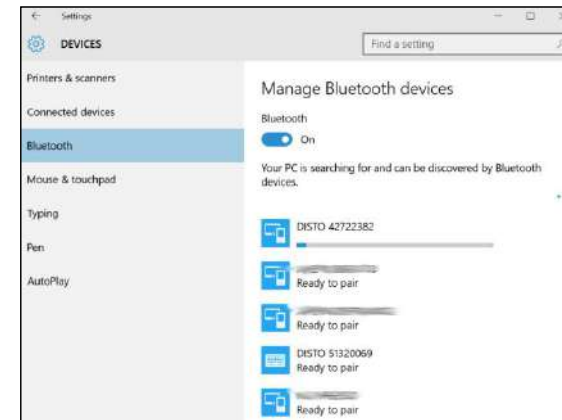 Settings
DEVICES
Find a setting
Printers & scanners
Connected devices
Bluetooth
Mouse & touchpad
Typing
Pen
AutoPlay
Manage Bluetooth devices
Bluetooth
On
Your PC is searching for and can be discovered by Bluetooth
devices.
DISTO 42722382
Ready to pair
Ready to pair
DISTO 51320069
Ready to pair
Ready to pair